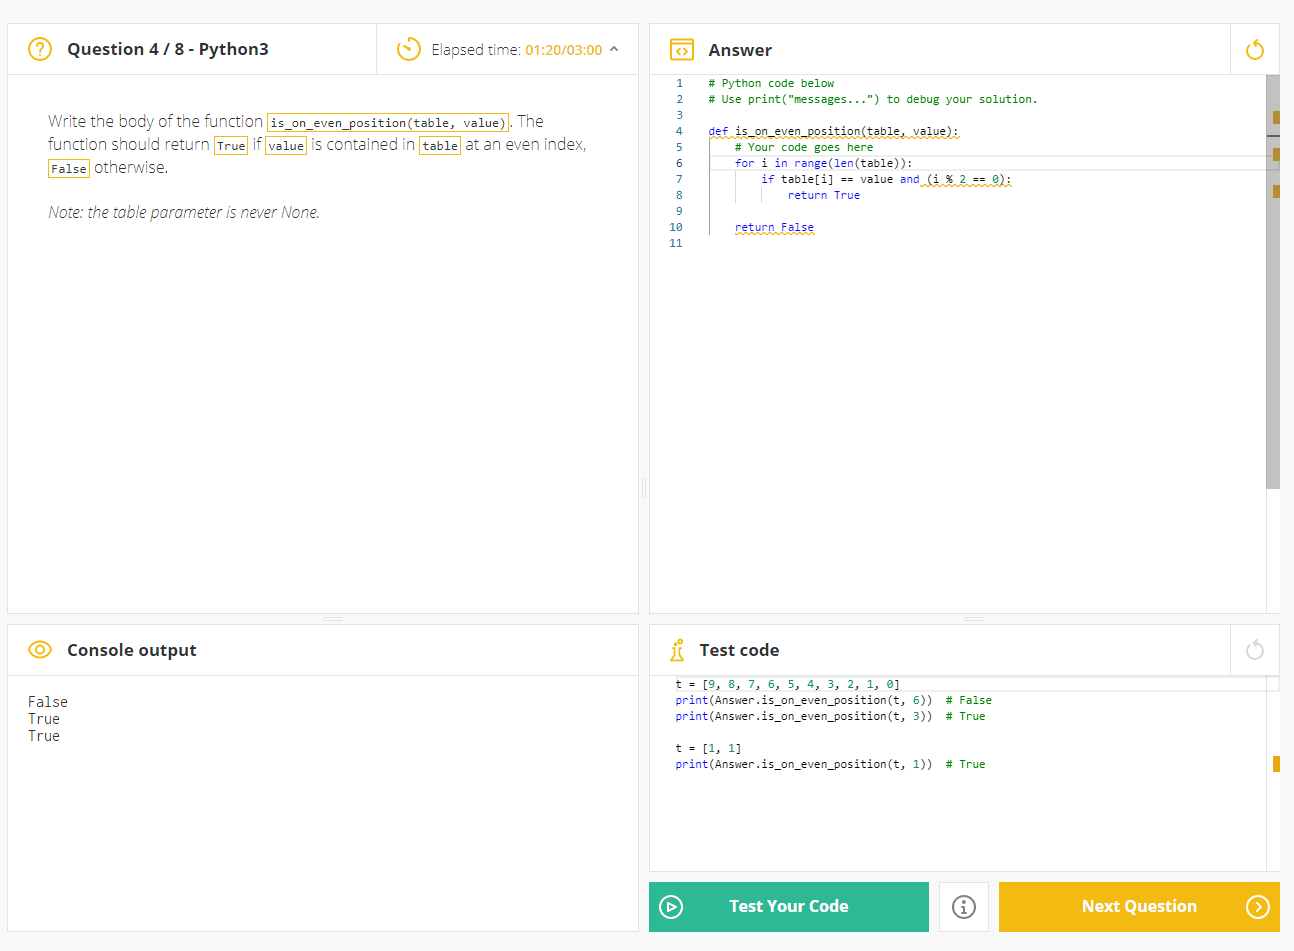 Question 4 / 8 - Python3
Elapsed time: 01:20/03:00
Write the body of the function is_on_even_position(table, value). The
function should return True if value is contained in table at an even index,
False otherwise.
Note: the table parameter is never None.
Answer
1 # Python code below
2 # Use print("messages...") to debug your solution.
3
4 def is_on_even_position(table, value):
5     # Your code goes here
6     for i in range(len(table)):
7         if table[i] == value and (i % 2 == 0):
8             return True
9
10     return False
11
Console output
False
True
True
Test code
t = [9, 8, 7, 6, 5, 4, 3, 2, 1, 0]
print(Answer.is_on_even_position(t, 6))  # False
print(Answer.is_on_even_position(t, 3))  # True
t = [1, 1]
print(Answer.is_on_even_position(t, 1))  # True
Test Your Code
Next Question